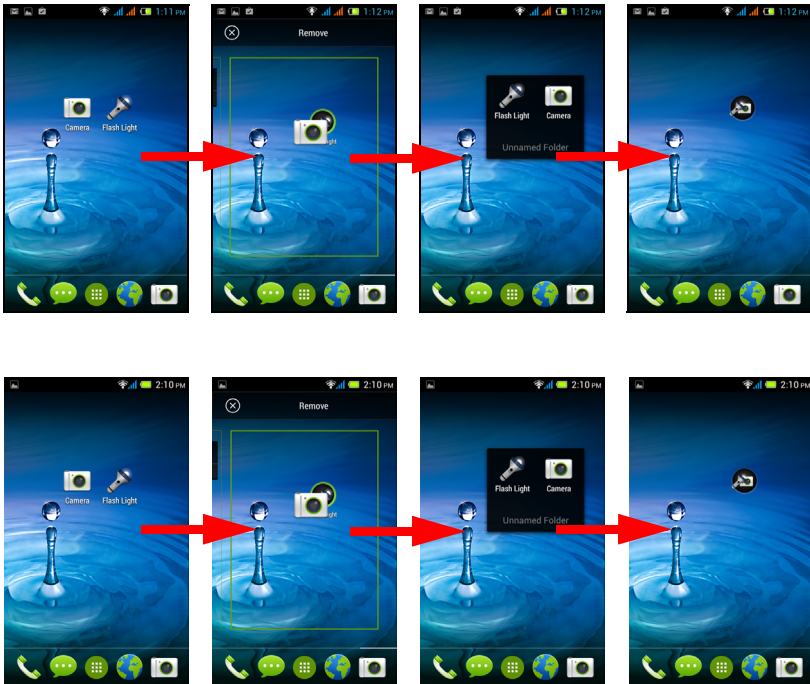 1:11 PM
Camera Flash Light
1:12 PM
Remove
ght
1:12 PM
Flash Light Camera
Unnamed Folder
1:12 PM
2:10 PM
Camera Flash Light
2:10 PM
Remove
ght
2:10 PM
Flash Light Camera
Unnamed Folder
2:10 PM